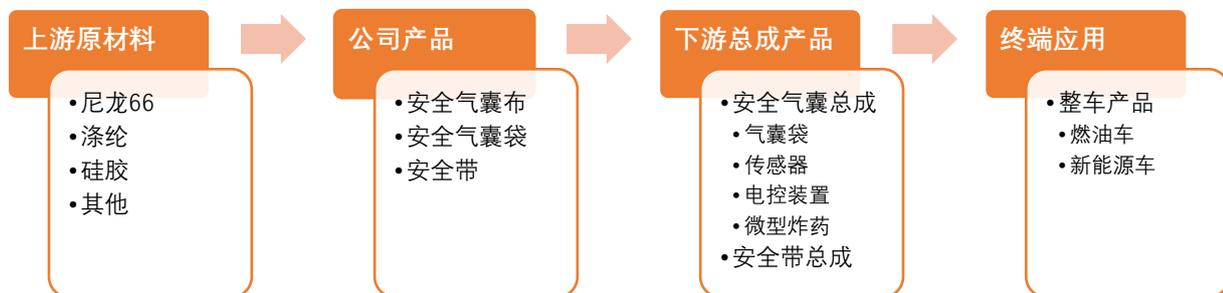 上游原材料
•尼龙66
•涤纶
•硅胶
•其他
公司产品
•安全气囊布
•安全气囊袋
•安全带
下游总成产品
•安全气囊总成
•气囊袋
•传感器
•电控装置
•微型炸药
•安全带总成
终端应用
•整车产品
•燃油车
•新能源车